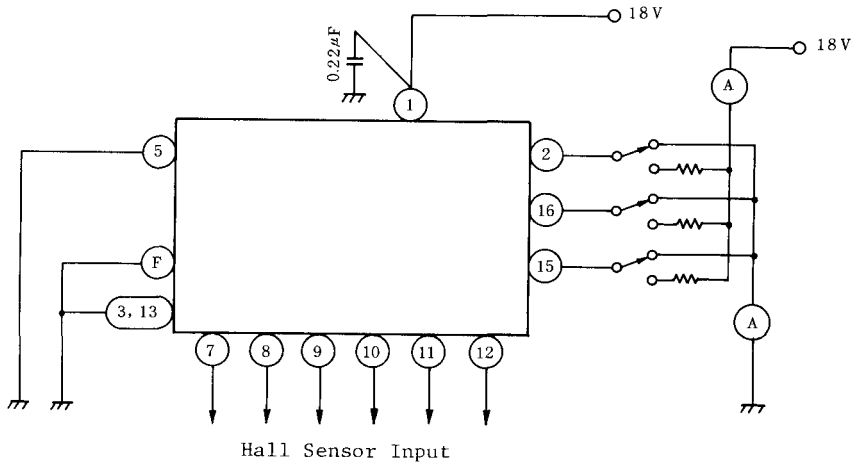 18V
0.22μF
18V
A
1
5
2
16
F
15
3, 13
A
7 8 9 10 11 12
Hall Sensor Input